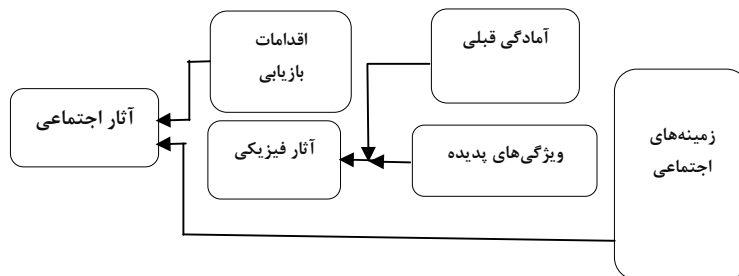 زمینه‌های
اجتماعی
آمادگی قبلی
ویژگی‌های پدیده
اقدامات
بازیابی
آثار فیزیکی
آثار اجتماعی